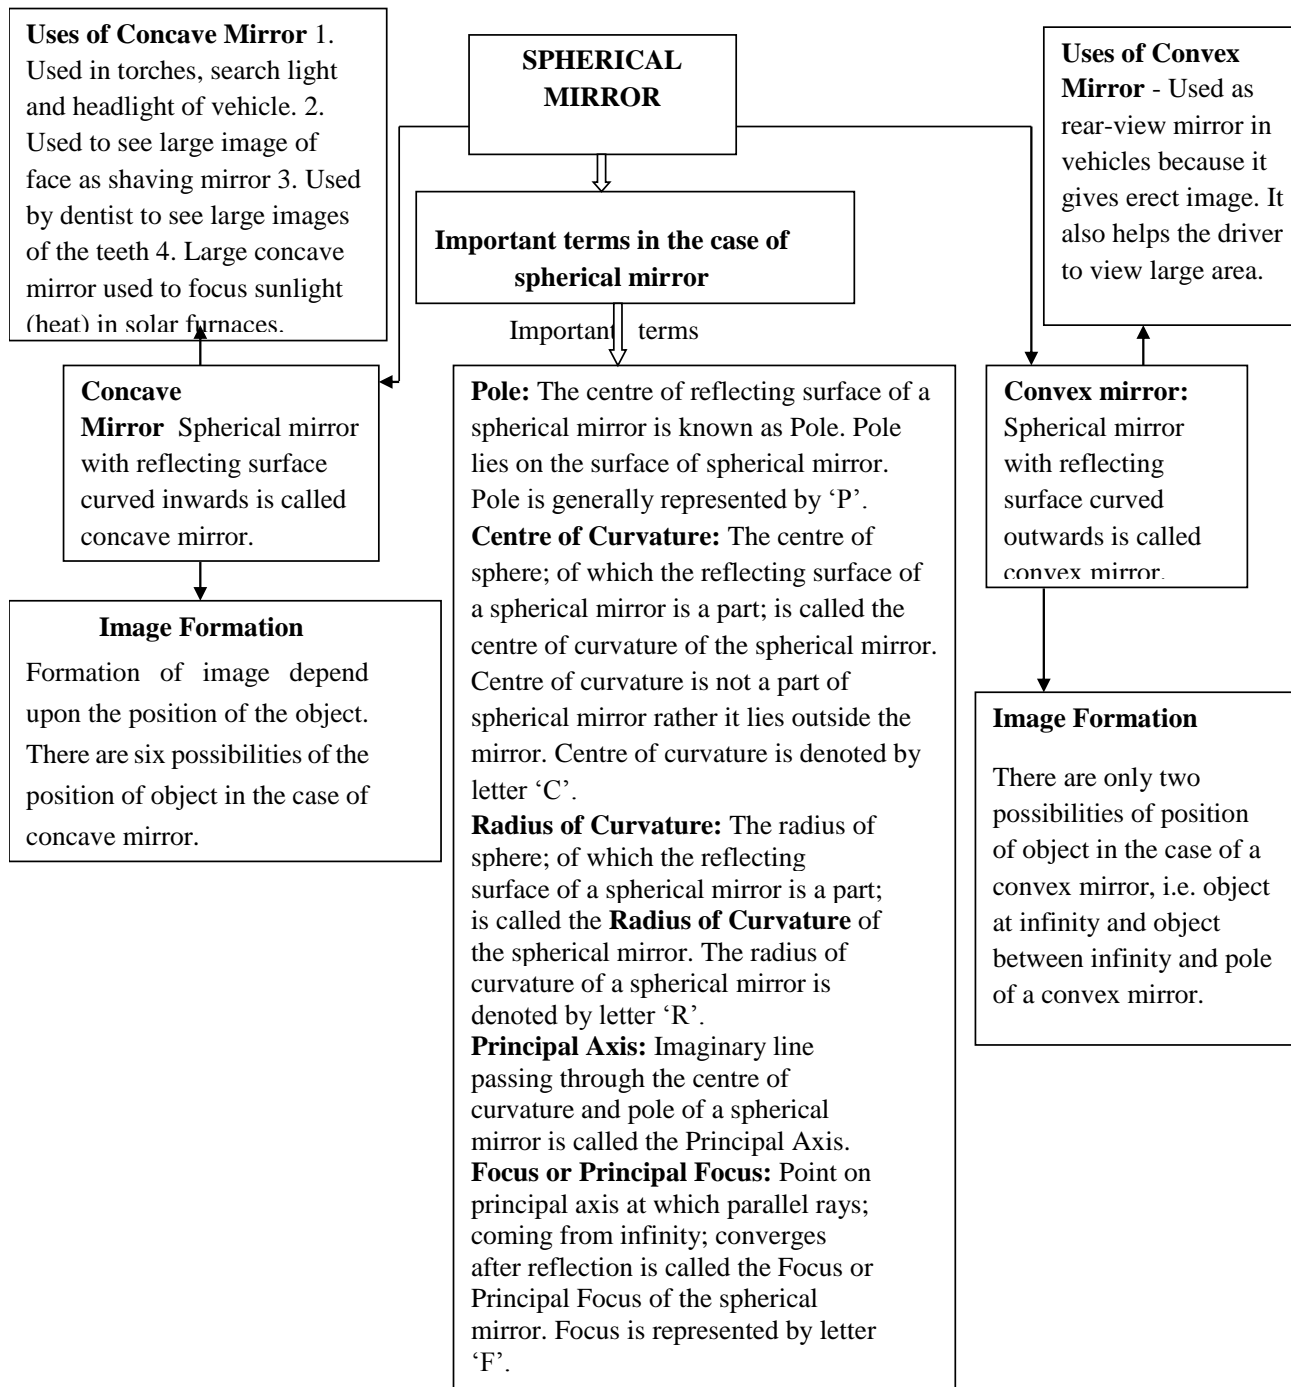 SPHERICAL
MIRROR
Uses of Concave Mirror 1.
Used in torches, search light
and headlight of vehicle. 2.
Used to see large image of
face as shaving mirror 3. Used
by dentist to see large images
of the teeth 4. Large concave
mirror used to focus sunlight
(heat) in solar furnaces.
Uses of Convex
Mirror - Used as
rear-view mirror in
vehicles because it
gives erect image. It
also helps the driver
to view large area.
Important terms in the case of
spherical mirror
Important terms
Concave
Mirror Spherical mirror
with reflecting surface
curved inwards is called
concave mirror.
Image Formation
Formation of image depend
upon the position of the object.
There are six possibilities of the
position of object in the case of
concave mirror.
Pole: The centre of reflecting surface of a
spherical mirror is known as Pole. Pole
lies on the surface of spherical mirror.
Pole is generally represented by ‘P’.
Centre of Curvature: The centre of
sphere; of which the reflecting surface of
a spherical mirror is a part; is called the
centre of curvature of the spherical mirror.
Centre of curvature is not a part of
spherical mirror rather it lies outside the
mirror. Centre of curvature is denoted by
letter ‘C’.
Radius of Curvature: The radius of
sphere; of which the reflecting
surface of a spherical mirror is a part;
is called the Radius of Curvature of
the spherical mirror. The radius of
curvature of a spherical mirror is
denoted by letter ‘R’.
Principal Axis: Imaginary line
passing through the centre of
curvature and pole of a spherical
mirror is called the Principal Axis.
Focus or Principal Focus: Point on
principal axis at which parallel rays;
coming from infinity; converges
after reflection is called the Focus or
Principal Focus of the spherical
mirror. Focus is represented by letter
‘F’.
Convex mirror:
Spherical mirror
with reflecting
surface curved
outwards is called
convex mirror.
Image Formation
There are only two
possibilities of position
of object in the case of a
convex mirror, i.e. object
at infinity and object
between infinity and pole
of a convex mirror.